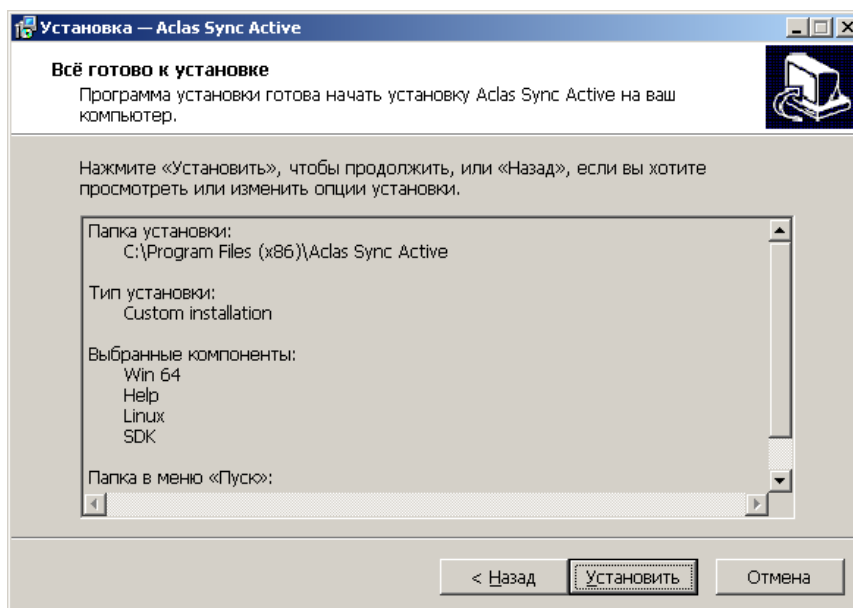 Установка — Aclas Sync Active
Всё готово к установке
Программа установки готова начать установку Aclas Sync Active на ваш
компьютер.
Нажмите «Установить», чтобы продолжить, или «Назад», если вы хотите
просмотреть или изменить опции установки.
Папка установки:
C:\Program Files (x86)\Aclas Sync Active
Тип установки:
Custom installation
Выбранные компоненты:
Win 64
Help
Linux
SDK
Папка в меню «Пуск»:
< Назад
Установить
Отмена